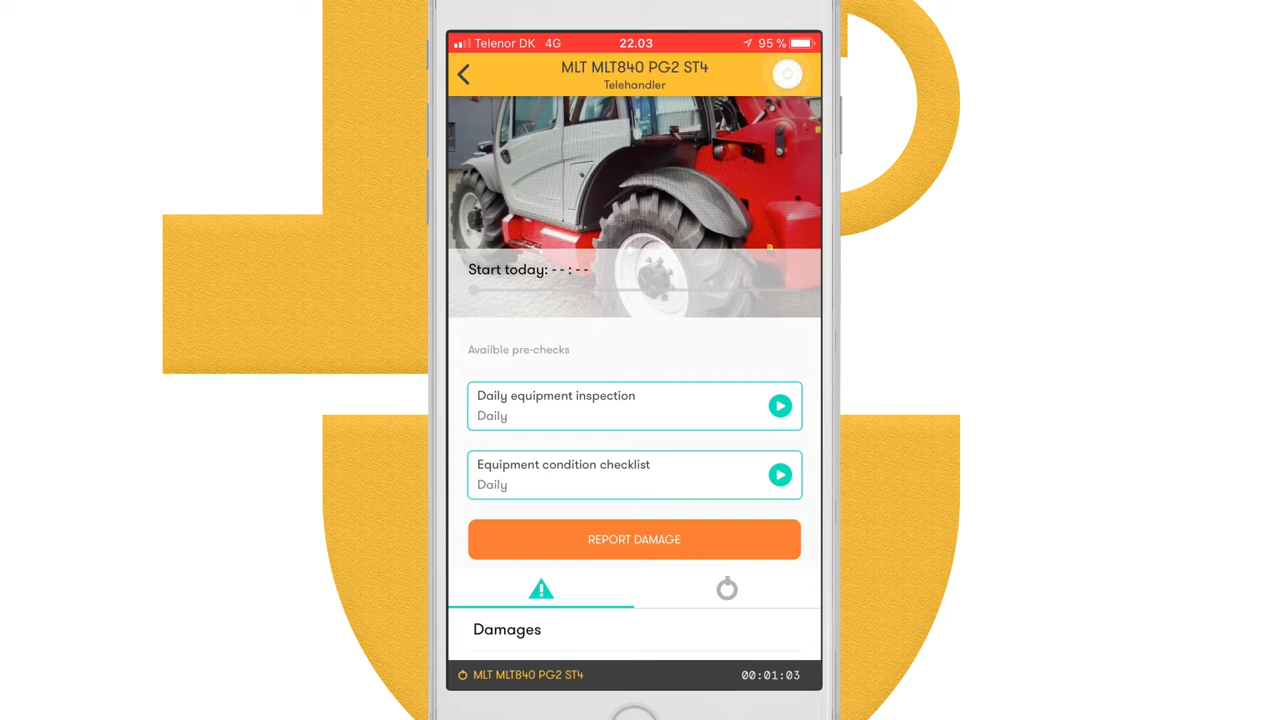 Telenor DK 4G 22.03 95 %
MLT MLT840 PG2 ST4
Telehandler
Start today: --:--
Availble pre-checks
Daily equipment inspection
Daily
Equipment condition checklist
Daily
REPORT DAMAGE
Damages
MLT MLT840 PG2 ST4 00:01:03